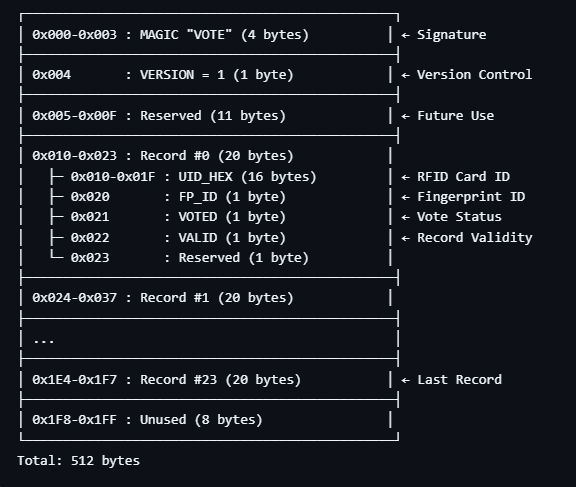 0x000-0x003 : MAGIC "VOTE" (4 bytes) ← Signature
0x004 : VERSION = 1 (1 byte) ← Version Control
0x005-0x00F : Reserved (11 bytes) ← Future Use
0x010-0x023 : Record #0 (20 bytes)
├─ 0x010-0x01F : UID_HEX (16 bytes) ← RFID Card ID
├─ 0x020 : FP_ID (1 byte) ← Fingerprint ID
├─ 0x021 : VOTED (1 byte) ← Vote Status
├─ 0x022 : VALID (1 byte) ← Record Validity
└─ 0x023 : Reserved (1 byte)
0x024-0x037 : Record #1 (20 bytes)
...
0x1E4-0x1F7 : Record #23 (20 bytes) ← Last Record
0x1F8-0x1FF : Unused (8 bytes)
Total: 512 bytes